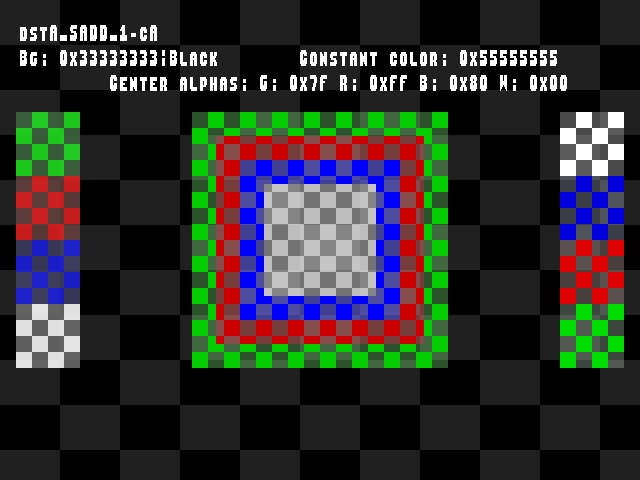 dstA_SADD_1-cA
Bg: 0x33333333¦Black Constant color: 0x55555555
Center alphas: G: 0x7f R: 0xff B: 0x80 W: 0x00